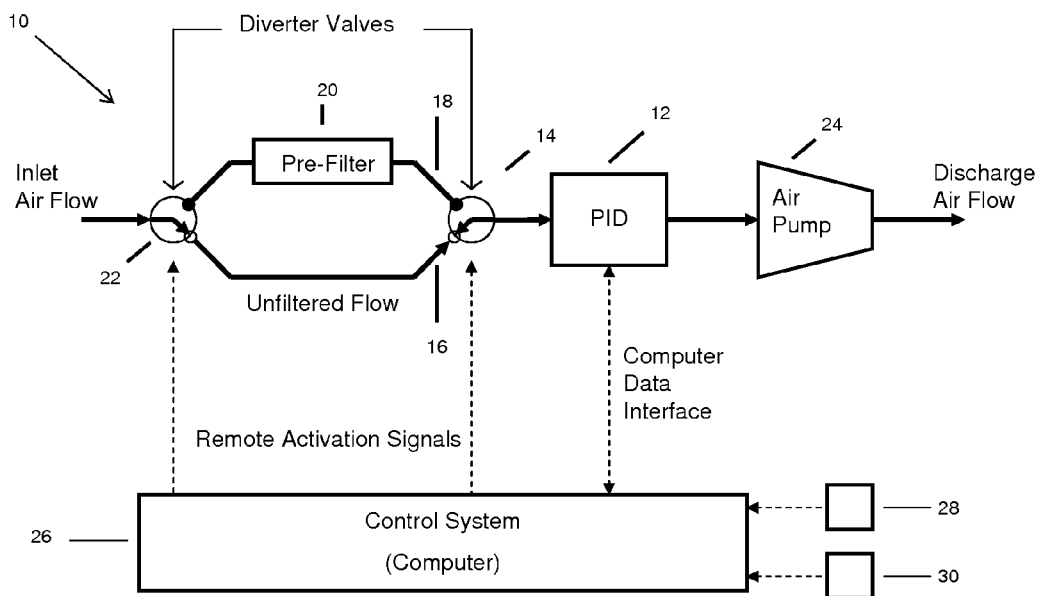 10
Diverter Valves
20
18
12
14
24
Pre-Filter
Inlet
Air Flow
PID
Air
Pump
Discharge
Air Flow
22
Unfiltered Flow
16
Computer
Data
Interface
Remote Activation Signals
Control System
(Computer)
26
28
30